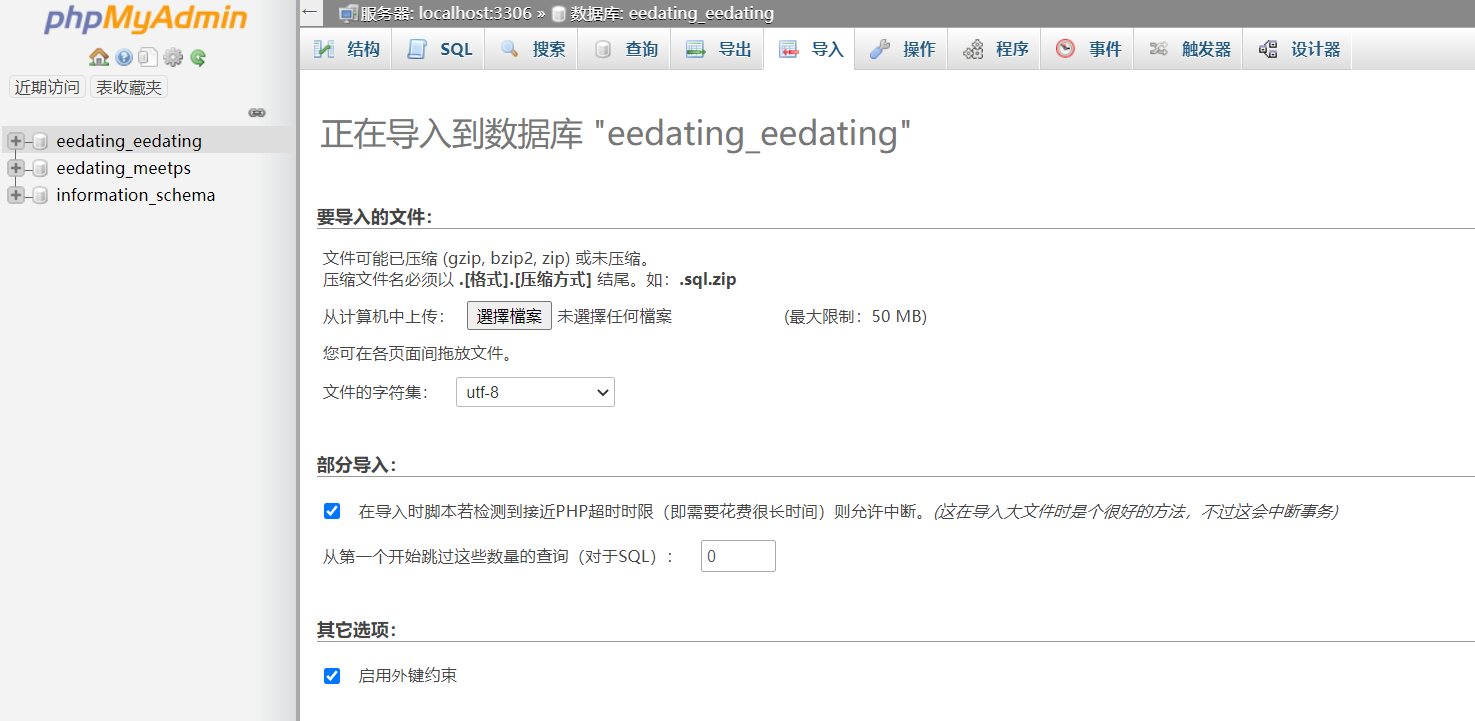 phpMyAdmin
近期访问 表收藏夹
eedating_eedating
eedating_meetps
information_schema
← 服务器: localhost:3306 » 数据库: eedating_eedating
结构 SQL 搜索 查询 导出 导入 操作 程序 事件 触发器 设计器
正在导入到数据库 "eedating_eedating"
要导入的文件：
文件可能已压缩 (gzip, bzip2, zip) 或未压缩。
压缩文件名必须以 .[格式].[压缩方式] 结尾。如：.sql.zip
从计算机中上传： 選擇檔案 未選擇任何檔案 (最大限制：50 MB)
您可在各页面间拖放文件。
文件的字符集： utf-8
部分导入：
在导入时脚本若检测到接近PHP超时时限（即需要花费很长时间）则允许中断。(这在导入大文件时是个很好的方法，不过这会中断事务)
从第一个开始跳过这些数量的查询（对于SQL）： 0
其它选项：
启用外键约束